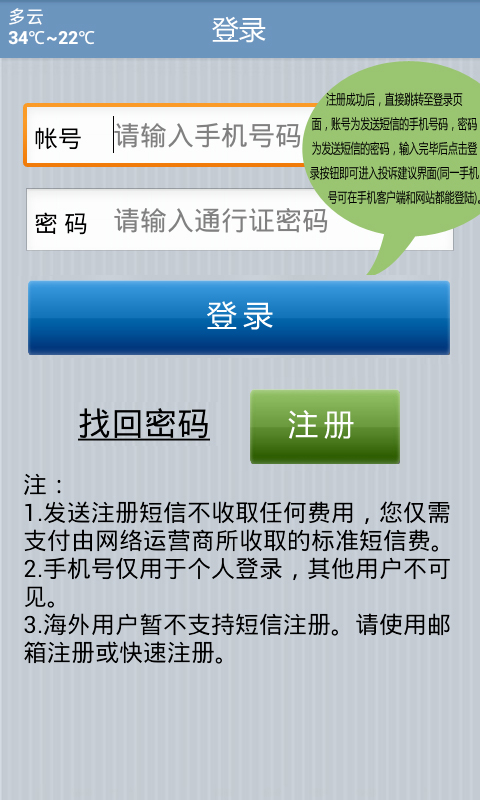 多云
34℃~22℃
登录
注册成功后，直接跳转至登录页
面，账号为发送短信的手机号码，密码
为发送短信的密码，输入完毕后点击登
录按钮即可进入投诉建议界面(同一手机
号可在手机客户端和网站都能登陆)。
帐号
请输入手机号码
密 码
请输入通行证密码
登录
找回密码
注册
注：
1.发送注册短信不收取任何费用，您仅需
支付由网络运营商所收取的标准短信费。
2.手机号仅用于个人登录，其他用户不可
见。
3.海外用户暂不支持短信注册。请使用邮
箱注册或快速注册。